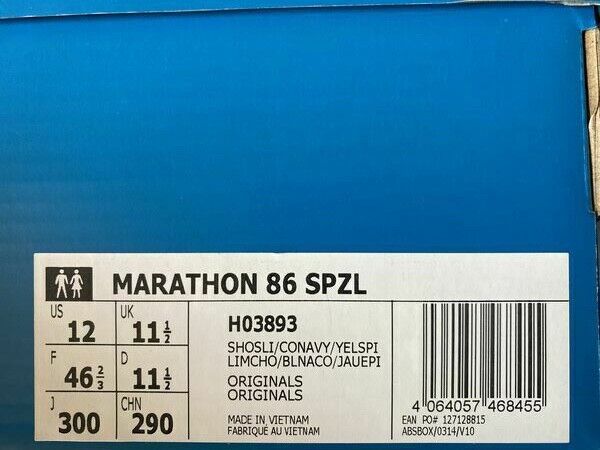 MARATHON 86 SPZL
US 12 UK 11 1/2
F 46 2/3 D 11 1/2
J 300 CHN 290
H03893
SHOSLI/CONAVY/YELSPI
LIMCHO/BLNACO/JAUEPI
ORIGINALS
ORIGINALS
MADE IN VIETNAM
FABRIQUÉ AU VIETNAM
4 064057 468455
EAN PO# 127128815
ABSBOX/0314/V10